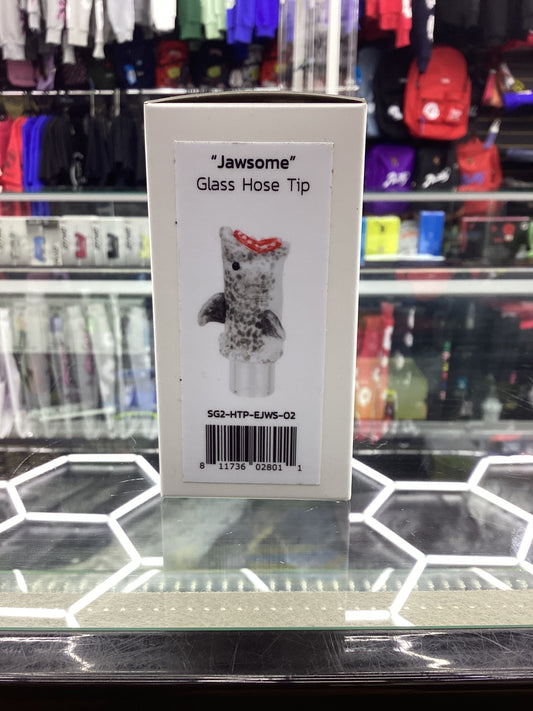 “Jawsome”
Glass Hose Tip
SG2-HTP-EJWS-02
8 11736 02801 1